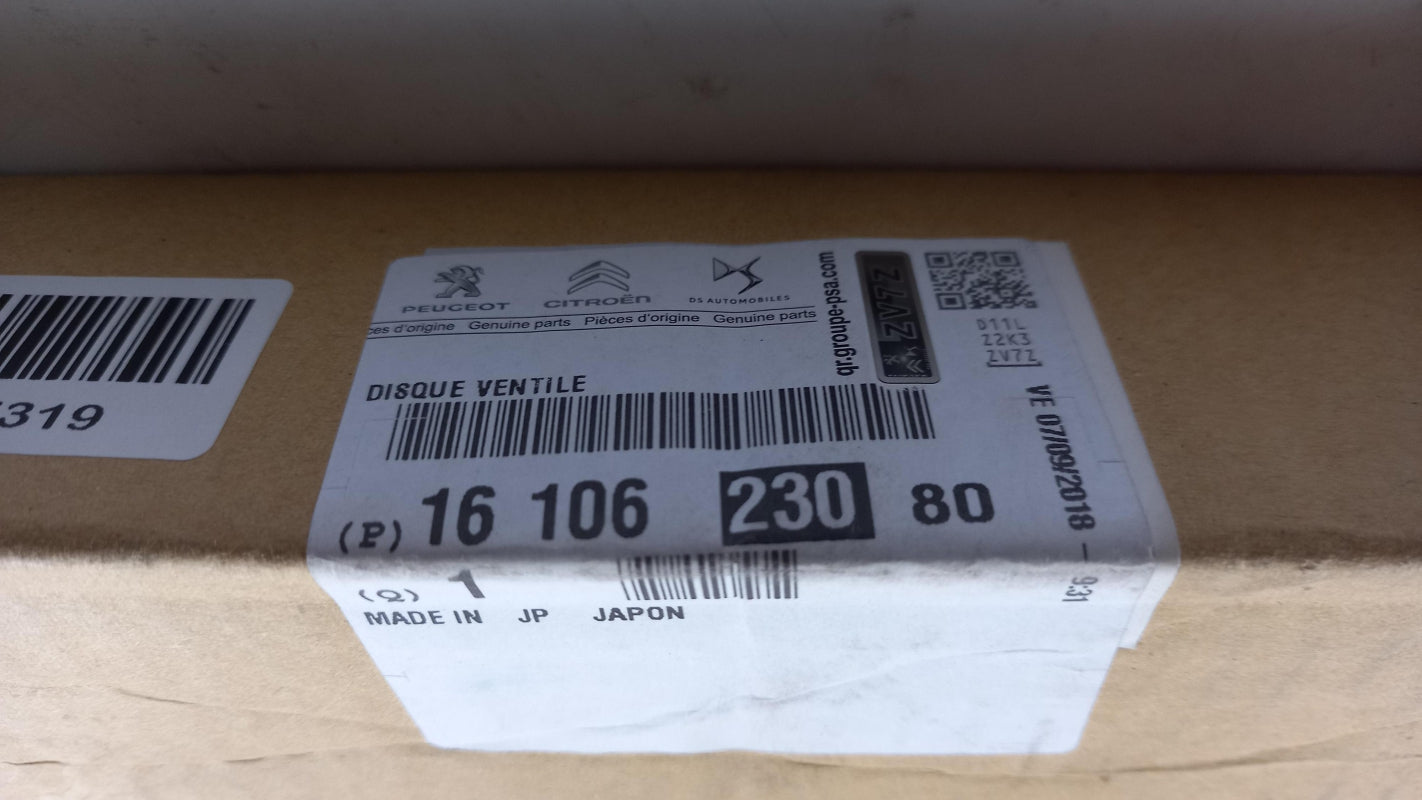 PEUGEOT CITROËN DS AUTOMOBILES
ces d'origine Genuine parts Pièces d'origine Genuine parts
qr.groupe-psa.com
ZV7Z
D11L
Z2K3
ZV7Z
DISQUE VENTILE
(P) 16 106 230 80
(Q) 1
MADE IN JP JAPON
VE 07/09/2018 - 9:31
319